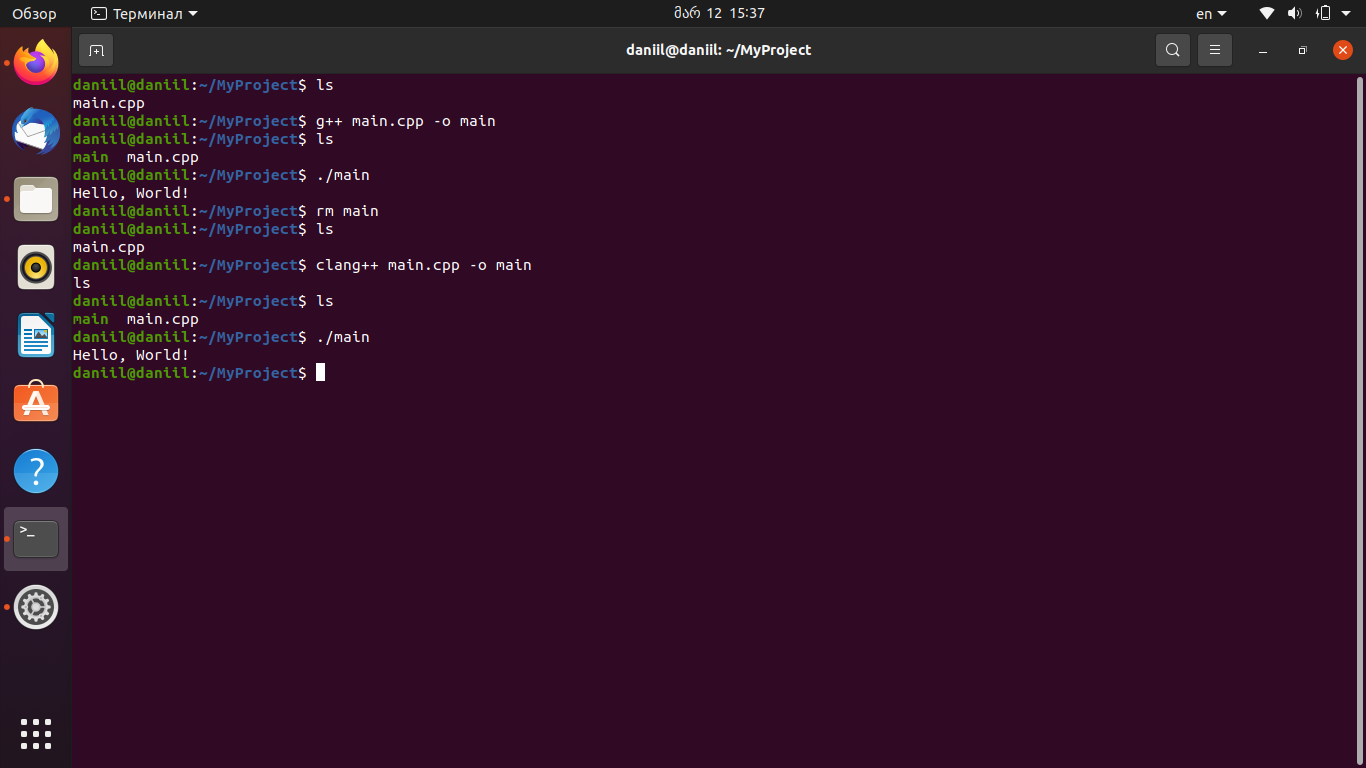 Обзор
Терминал
მარ 12 15:37
en
daniil@daniil: ~/MyProject
daniil@daniil:~/MyProject$ ls
main.cpp
daniil@daniil:~/MyProject$ g++ main.cpp -o main
daniil@daniil:~/MyProject$ ls
main main.cpp
daniil@daniil:~/MyProject$ ./main
Hello, World!
daniil@daniil:~/MyProject$ rm main
daniil@daniil:~/MyProject$ ls
main.cpp
daniil@daniil:~/MyProject$ clang++ main.cpp -o main
ls
daniil@daniil:~/MyProject$ ls
main main.cpp
daniil@daniil:~/MyProject$ ./main
Hello, World!
daniil@daniil:~/MyProject$